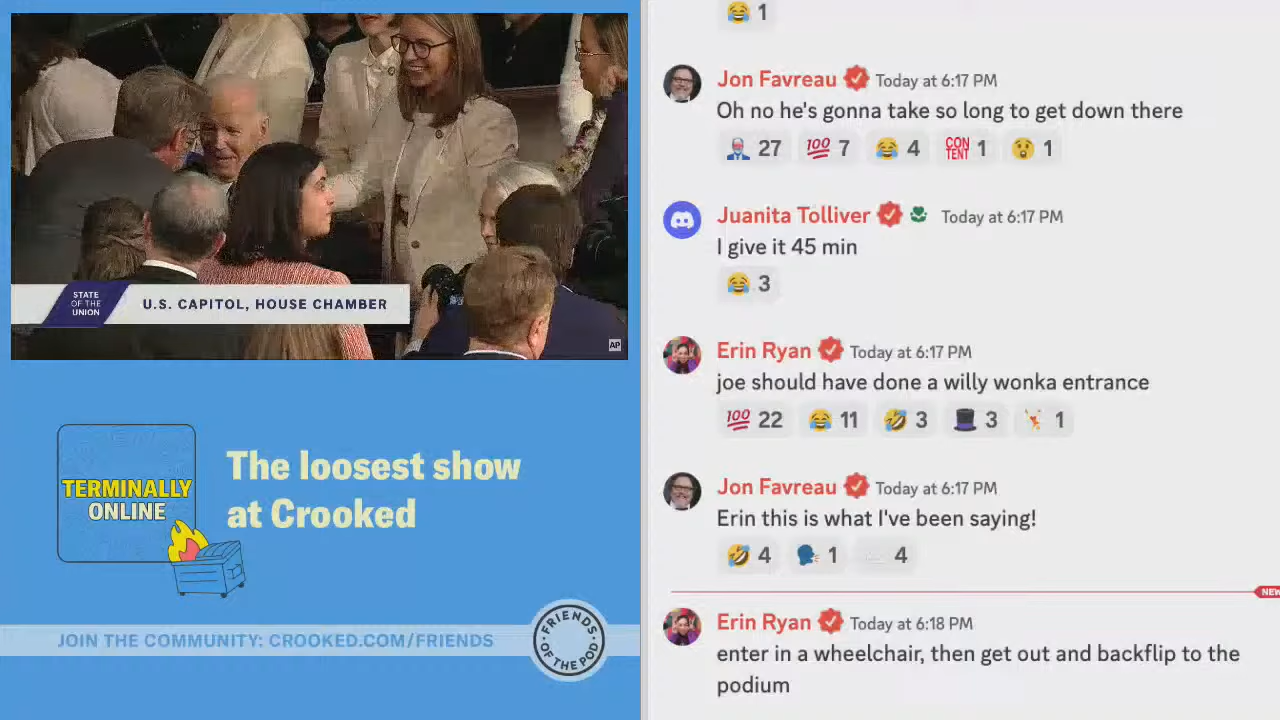 STATE
OF THE
UNION
U.S. CAPITOL, HOUSE CHAMBER
AP
TERMINALLY
ONLINE
The loosest show
at Crooked
JOIN THE COMMUNITY: CROOKED.COM/FRIENDS
FRIENDS
OF THE POD
1
Jon Favreau Today at 6:17 PM
Oh no he's gonna take so long to get down there
27 100 7 4 CONTENT 1 1
Juanita Tolliver Today at 6:17 PM
I give it 45 min
3
Erin Ryan Today at 6:17 PM
joe should have done a willy wonka entrance
100 22 11 3 3 1
Jon Favreau Today at 6:17 PM
Erin this is what I've been saying!
4 1 4
NEW
Erin Ryan Today at 6:18 PM
enter in a wheelchair, then get out and backflip to the
podium